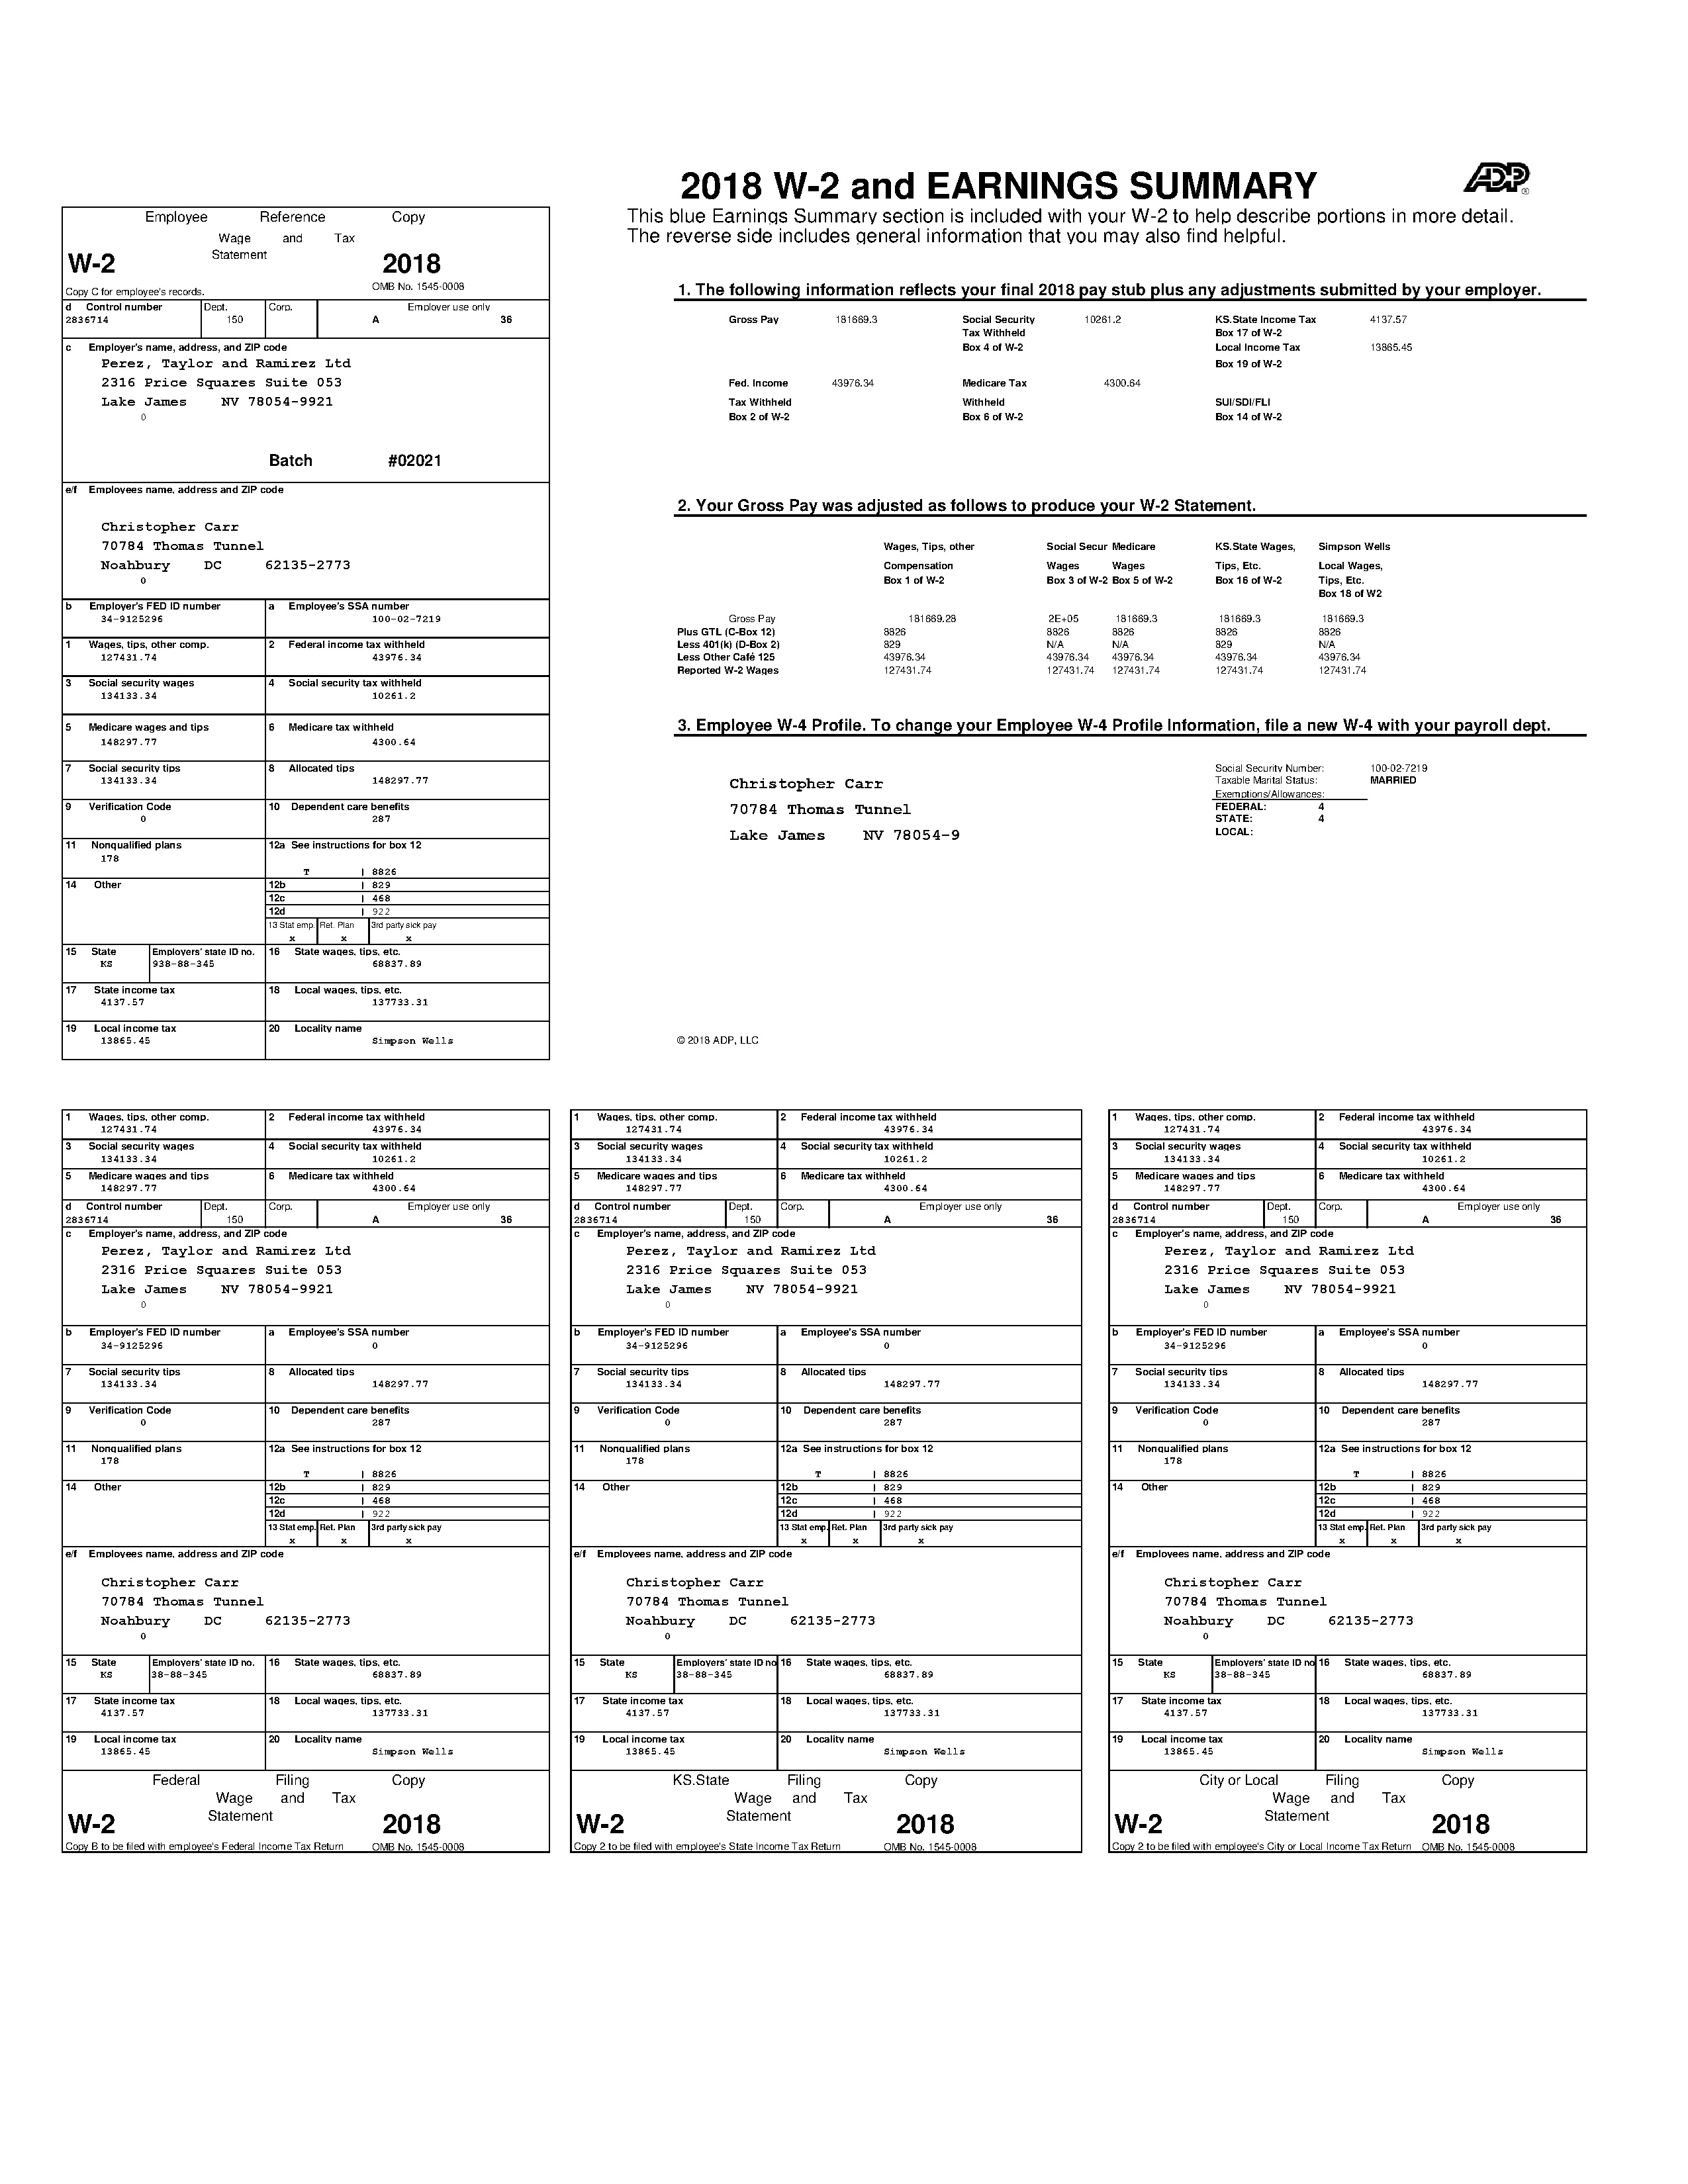 2018 W-2 and EARNINGS SUMMARY
ADP®
This blue Earnings Summary section is included with your W-2 to help describe portions in more detail.
The reverse side includes general information that you may also find helpful.
Employee Reference Copy
Wage and Tax
Statement
W-2 2018
Copy C for employee's records. OMB No. 1545-0008
d Control number Dept. Corp. Employer use only
2836714 150 A 36
c Employer's name, address, and ZIP code
Perez, Taylor and Ramirez Ltd
2316 Price Squares Suite 053
Lake James NV 78054-9921
0
Batch #02021
e/f Employees name, address and ZIP code
Christopher Carr
70784 Thomas Tunnel
Noahbury DC 62135-2773
0
b Employer's FED ID number a Employee's SSA number
34-9125296 100-02-7219
1 Wages, tips, other comp. 2 Federal income tax withheld
127431.74 43976.34
3 Social security wages 4 Social security tax withheld
134133.34 10261.2
5 Medicare wages and tips 6 Medicare tax withheld
148297.77 4300.64
7 Social security tips 8 Allocated tips
134133.34 148297.77
9 Verification Code 10 Dependent care benefits
0 287
11 Nonqualified plans 12a See instructions for box 12
178
T | 8826
14 Other 12b | 829
12c | 468
12d | 922
13 Stat emp. Ret. Plan 3rd party sick pay
x x x
15 State Employers' state ID no. 16 State wages, tips, etc.
KS 938-88-345 68837.89
17 State income tax 18 Local wages, tips, etc.
4137.57 137733.31
19 Local income tax 20 Locality name
13865.45 Simpson Wells
1. The following information reflects your final 2018 pay stub plus any adjustments submitted by your employer.
Gross Pay 181669.3 Social Security 10261.2 KS.State Income Tax 4137.57
Tax Withheld Box 17 of W-2
Box 4 of W-2 Local Income Tax 13865.45
Box 19 of W-2
Fed. Income 43976.34 Medicare Tax 4300.64
Tax Withheld Withheld SUI/SDI/FLI
Box 2 of W-2 Box 6 of W-2 Box 14 of W-2
2. Your Gross Pay was adjusted as follows to produce your W-2 Statement.
Wages, Tips, other Social Secur Medicare KS.State Wages, Simpson Wells
Compensation Wages Wages Tips, Etc. Local Wages,
Box 1 of W-2 Box 3 of W-2 Box 5 of W-2 Box 16 of W-2 Tips, Etc.
Box 18 of W2
Gross Pay 181669.28 2E+05 181669.3 181669.3 181669.3
Plus GTL (C-Box 12) 8826 8826 8826 8826 8826
Less 401(k) (D-Box 2) 829 N/A N/A 829 N/A
Less Other Café 125 43976.34 43976.34 43976.34 43976.34 43976.34
Reported W-2 Wages 127431.74 127431.74 127431.74 127431.74 127431.74
3. Employee W-4 Profile. To change your Employee W-4 Profile Information, file a new W-4 with your payroll dept.
Christopher Carr
70784 Thomas Tunnel
Lake James NV 78054-9
Social Security Number: 100-02-7219
Taxable Marital Status: MARRIED
Exemptions/Allowances:
FEDERAL: 4
STATE: 4
LOCAL:
© 2018 ADP, LLC
1 Wages, tips, other comp. 2 Federal income tax withheld
127431.74 43976.34
3 Social security wages 4 Social security tax withheld
134133.34 10261.2
5 Medicare wages and tips 6 Medicare tax withheld
148297.77 4300.64
d Control number Dept. Corp. Employer use only
2836714 150 A 36
c Employer's name, address, and ZIP code
Perez, Taylor and Ramirez Ltd
2316 Price Squares Suite 053
Lake James NV 78054-9921
0
b Employer's FED ID number a Employee's SSA number
34-9125296 0
7 Social security tips 8 Allocated tips
134133.34 148297.77
9 Verification Code 10 Dependent care benefits
0 287
11 Nonqualified plans 12a See instructions for box 12
178
T | 8826
14 Other 12b | 829
12c | 468
12d | 922
13 Stat emp. Ret. Plan 3rd party sick pay
x x x
e/f Employees name, address and ZIP code
Christopher Carr
70784 Thomas Tunnel
Noahbury DC 62135-2773
0
15 State Employers' state ID no. 16 State wages, tips, etc.
KS 38-88-345 68837.89
17 State income tax 18 Local wages, tips, etc.
4137.57 137733.31
19 Local income tax 20 Locality name
13865.45 Simpson Wells
Federal Filing Copy
Wage and Tax
Statement
W-2 2018
Copy B to be filed with employee's Federal Income Tax Return OMB No. 1545-0008
1 Wages, tips, other comp. 2 Federal income tax withheld
127431.74 43976.34
3 Social security wages 4 Social security tax withheld
134133.34 10261.2
5 Medicare wages and tips 6 Medicare tax withheld
148297.77 4300.64
d Control number Dept. Corp. Employer use only
2836714 150 A 36
c Employer's name, address, and ZIP code
Perez, Taylor and Ramirez Ltd
2316 Price Squares Suite 053
Lake James NV 78054-9921
0
b Employer's FED ID number a Employee's SSA number
34-9125296 0
7 Social security tips 8 Allocated tips
134133.34 148297.77
9 Verification Code 10 Dependent care benefits
0 287
11 Nonqualified plans 12a See instructions for box 12
178
T | 8826
14 Other 12b | 829
12c | 468
12d | 922
13 Stat emp. Ret. Plan 3rd party sick pay
x x x
e/f Employees name, address and ZIP code
Christopher Carr
70784 Thomas Tunnel
Noahbury DC 62135-2773
0
15 State Employers' state ID no 16 State wages, tips, etc.
KS 38-88-345 68837.89
17 State income tax 18 Local wages, tips, etc.
4137.57 137733.31
19 Local income tax 20 Locality name
13865.45 Simpson Wells
KS.State Filing Copy
Wage and Tax
Statement
W-2 2018
Copy 2 to be filed with employee's State Income Tax Return OMB No. 1545-0008
1 Wages, tips, other comp. 2 Federal income tax withheld
127431.74 43976.34
3 Social security wages 4 Social security tax withheld
134133.34 10261.2
5 Medicare wages and tips 6 Medicare tax withheld
148297.77 4300.64
d Control number Dept. Corp. Employer use only
2836714 150 A 36
c Employer's name, address, and ZIP code
Perez, Taylor and Ramirez Ltd
2316 Price Squares Suite 053
Lake James NV 78054-9921
0
b Employer's FED ID number a Employee's SSA number
34-9125296 0
7 Social security tips 8 Allocated tips
134133.34 148297.77
9 Verification Code 10 Dependent care benefits
0 287
11 Nonqualified plans 12a See instructions for box 12
178
T | 8826
14 Other 12b | 829
12c | 468
12d | 922
13 Stat emp. Ret. Plan 3rd party sick pay
x x x
e/f Employees name, address and ZIP code
Christopher Carr
70784 Thomas Tunnel
Noahbury DC 62135-2773
0
15 State Employers' state ID no 16 State wages, tips, etc.
KS 38-88-345 68837.89
17 State income tax 18 Local wages, tips, etc.
4137.57 137733.31
19 Local income tax 20 Locality name
13865.45 Simpson Wells
City or Local Filing Copy
Wage and Tax
Statement
W-2 2018
Copy 2 to be filed with employee's City or Local Income Tax Return OMB No. 1545-0008